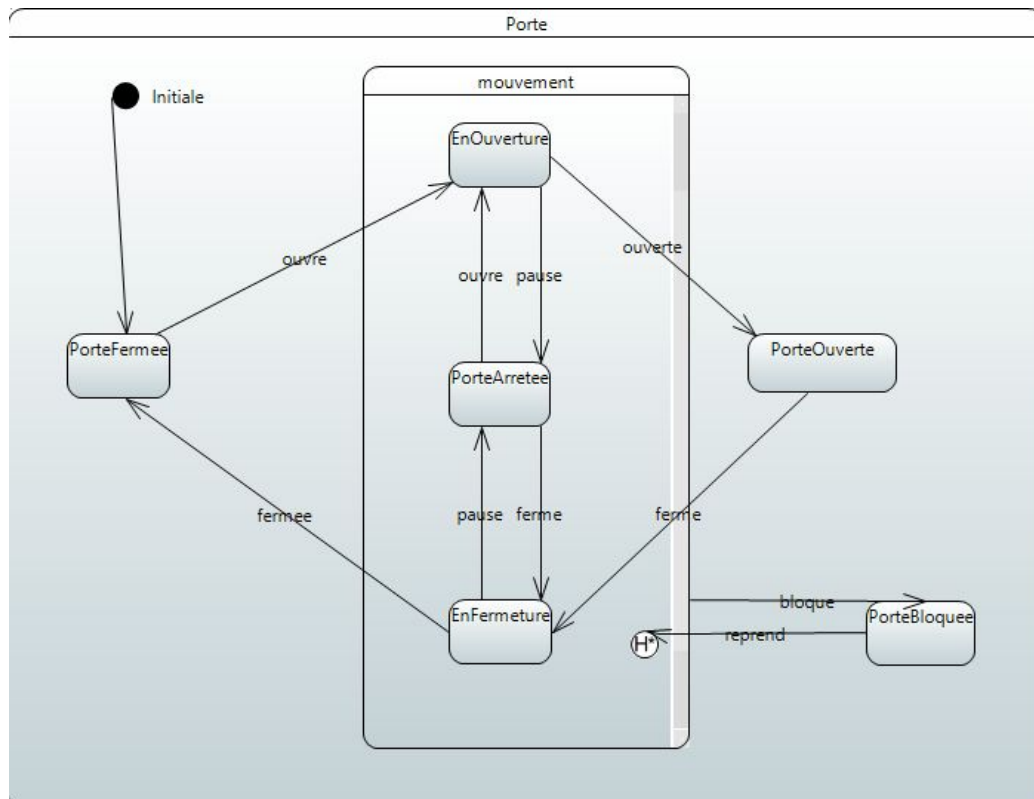 Porte
mouvement
Initiale
EnOuverture
ouvre
ouvre
pause
ouverte
PorteFermee
PorteArretee
PorteOuverte
fermee
pause
ferme
ferme
EnFermeture
bloque
PorteBloquee
reprend
H*